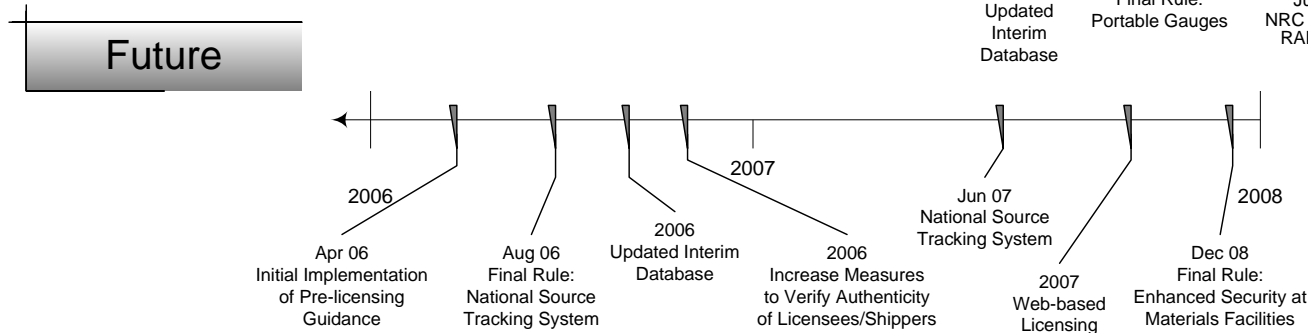 Updated
Interim
Database
Final Rule:
Portable Gauges
NRC
Future
2006
2007
2008
Apr 06
Initial Implementation
of Pre-licensing
Guidance
Aug 06
Final Rule:
National Source
Tracking System
2006
Updated Interim
Database
2006
Increase Measures
to Verify Authenticity
of Licensees/Shippers
Jun 07
National Source
Tracking System
2007
Web-based
Licensing
Dec 08
Final Rule:
Enhanced Security at
Materials Facilities